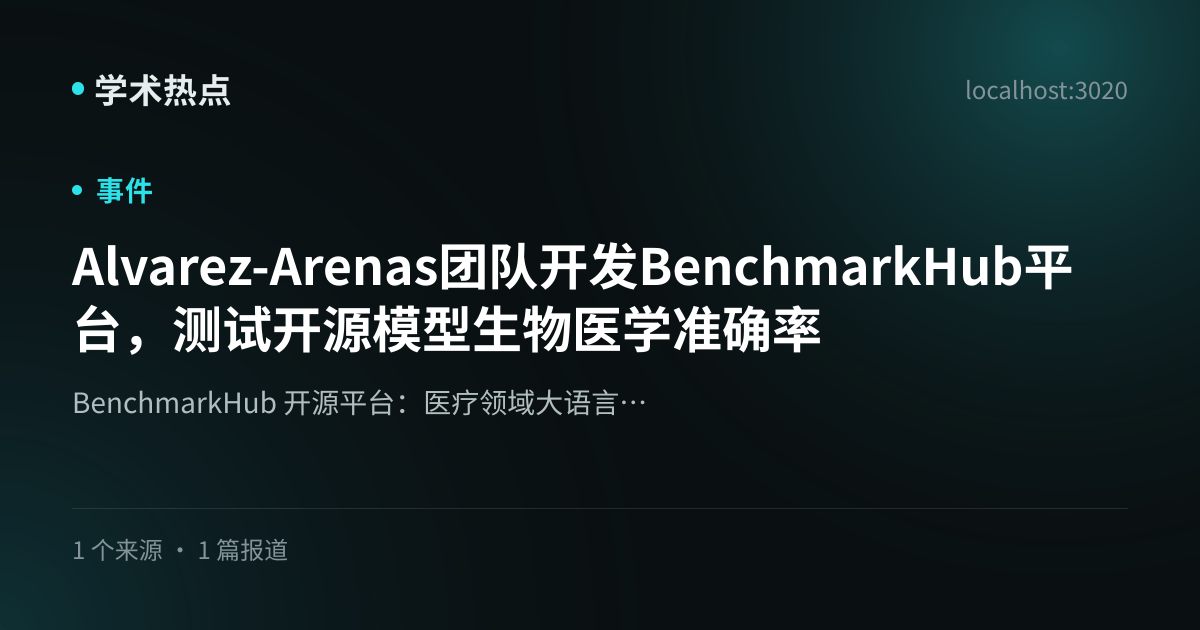 学术热点
localhost:3020
事件
Alvarez-Arenas团队开发BenchmarkHub平
台，测试开源模型生物医学准确率
BenchmarkHub 开源平台：医疗领域大语言…
1 个来源 · 1 篇报道